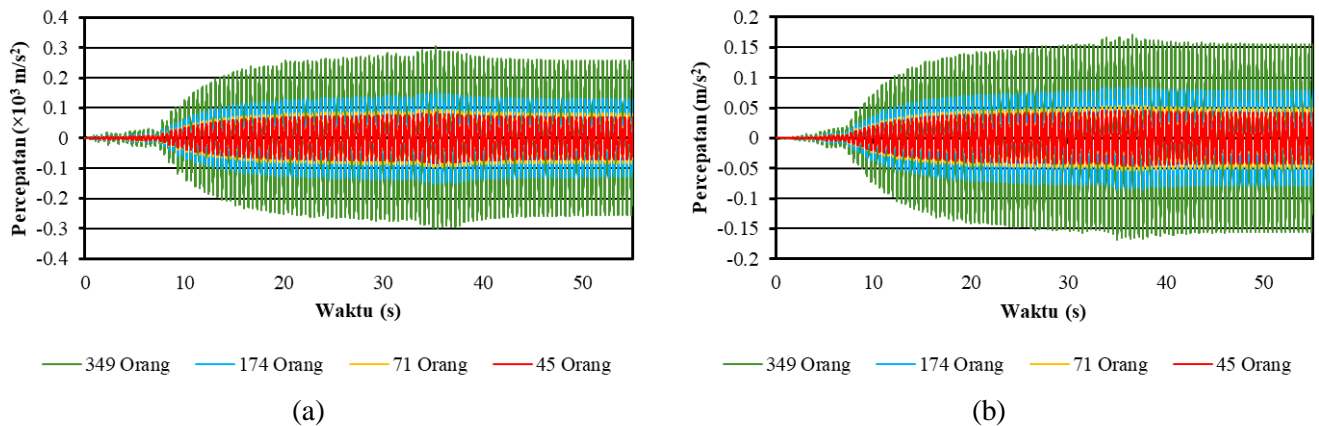 0.4
0.3
0.2
0.1
0
-0.1
-0.2
-0.3
-0.4
Percepatan (×10³ m/s²)
0 10 20 30 40 50
Waktu (s)
349 Orang 174 Orang 71 Orang 45 Orang
(a)
0.2
0.15
0.1
0.05
0
-0.05
-0.1
-0.15
-0.2
Percepatan (m/s²)
0 10 20 30 40 50
Waktu (s)
349 Orang 174 Orang 71 Orang 45 Orang
(b)